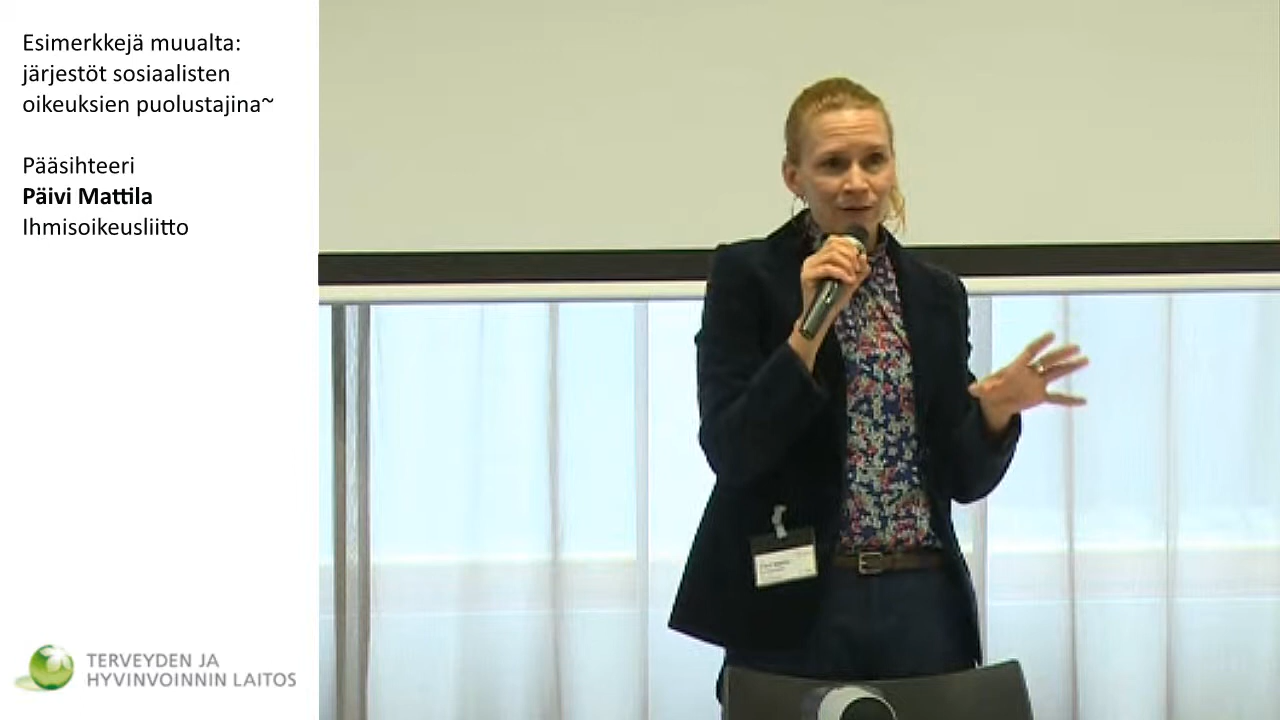 Esimerkkejä muualta:
järjestöt sosiaalisten
oikeuksien puolustajina~
Pääsihteeri
Päivi Mattila
Ihmisoikeusliitto
TERVEYDEN JA
HYVINVOINNIN LAITOS